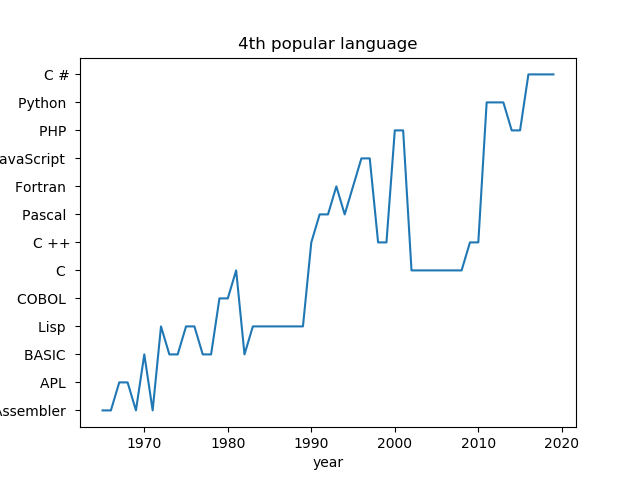 4th popular language
C #
Python
PHP
avaScript
Fortran
Pascal
C ++
C
COBOL
Lisp
BASIC
APL
Assembler
1970 1980 1990 2000 2010 2020
year